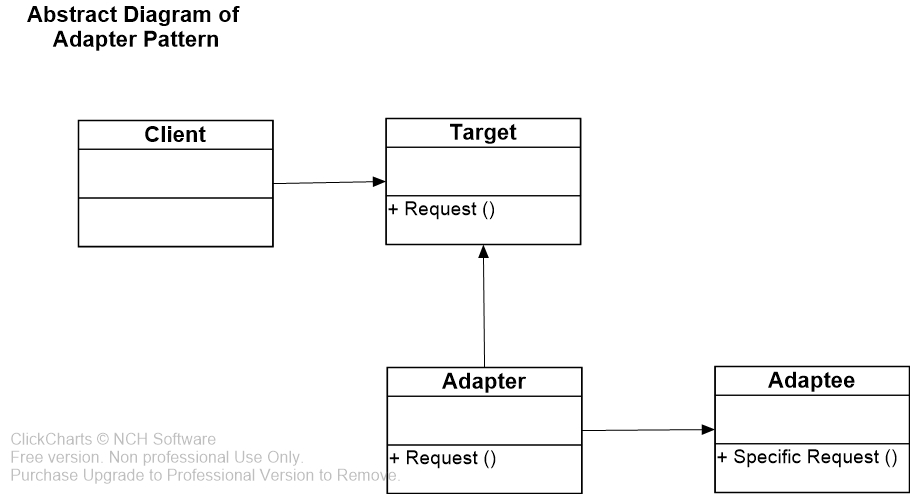 Abstract Diagram of
Adapter Pattern
Client
Target
+ Request ()
Adapter
+ Request ()
Adaptee
+ Specific Request ()
ClickCharts © NCH Software
Free version. Non professional Use Only.
Purchase Upgrade to Professional Version to Remove.